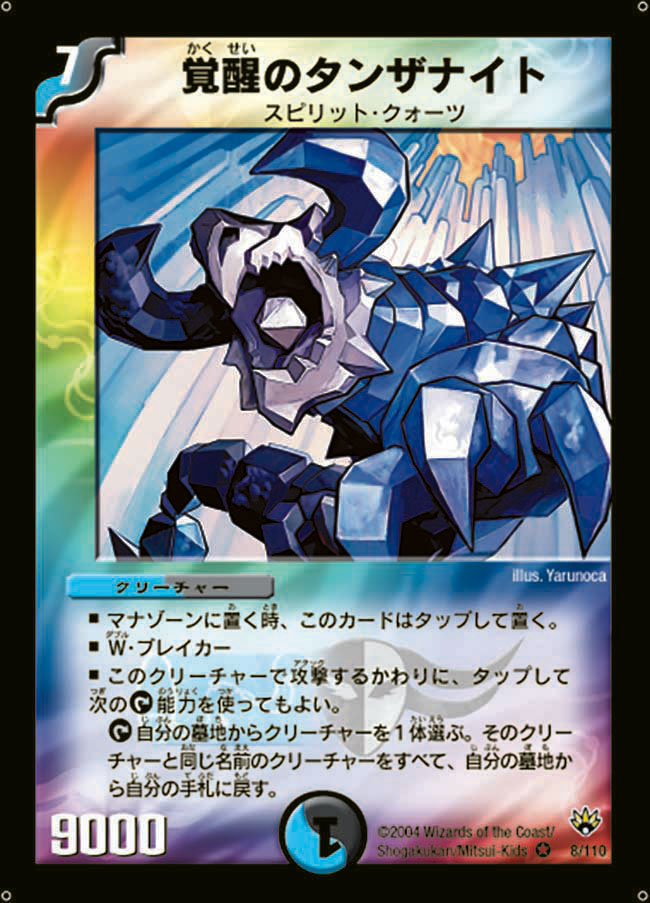 7
かく せい
覚醒のタンザナイト
スピリット・クォーツ
illus. Yarunoca
クリーチャー
■ マナゾーンに置く時、このカードはタップして置く。
■ W・ブレイカー
■ このクリーチャーで攻撃するかわりに、タップして
次の 能力を使ってもよい。
自分の墓地からクリーチャーを1体選ぶ。そのクリー
チャーと同じ名前のクリーチャーをすべて、自分の墓地か
ら自分の手札に戻す。
9000
©2004 Wizards of the Coast/
Shogakukan/Mitsui-Kids
8/110